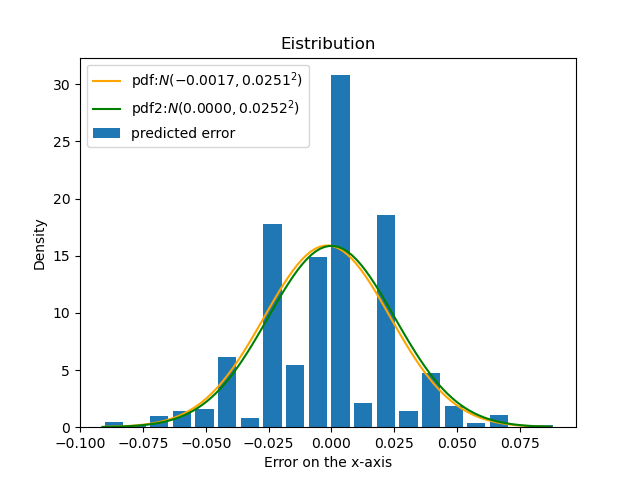 Eistribution
pdf:N(−0.0017, 0.0251²)
pdf2:N(0.0000, 0.0252²)
predicted error
30
25
20
15
10
5
0
Density
−0.100 −0.075 −0.050 −0.025 0.000 0.025 0.050 0.075
Error on the x-axis